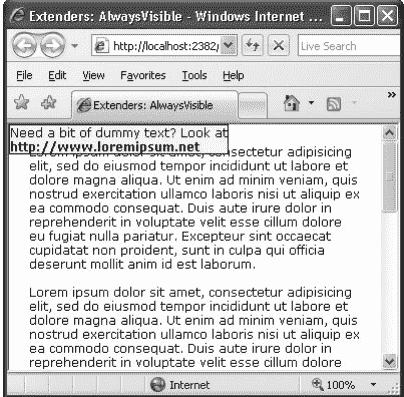 Extenders: AlwaysVisible - Windows Internet ...
http://localhost:2382/
Live Search
File Edit View Favorites Tools Help
Extenders: AlwaysVisible
Need a bit of dummy text? Look at
http://www.loremipsum.net
Lorem ipsum dolor sit amet, consectetur adipisicing
elit, sed do eiusmod tempor incididunt ut labore et
dolore magna aliqua. Ut enim ad minim veniam, quis
nostrud exercitation ullamco laboris nisi ut aliquip ex
ea commodo consequat. Duis aute irure dolor in
reprehenderit in voluptate velit esse cillum dolore
eu fugiat nulla pariatur. Excepteur sint occaecat
cupidatat non proident, sunt in culpa qui officia
deserunt mollit anim id est laborum.
Lorem ipsum dolor sit amet, consectetur adipisicing
elit, sed do eiusmod tempor incididunt ut labore et
dolore magna aliqua. Ut enim ad minim veniam, quis
nostrud exercitation ullamco laboris nisi ut aliquip ex
ea commodo consequat. Duis aute irure dolor in
reprehenderit in voluptate velit esse cillum dolore
Internet
100%